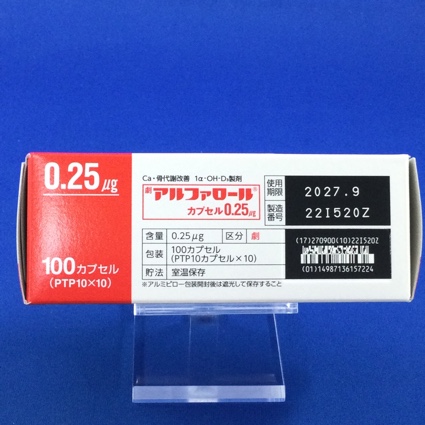 0.25μg
100カプセル
(PTP10×10)
Ca・骨代謝改善 1α-OH-D₃製剤
劇 アルファロール®
カプセル0.25μg
含量 0.25μg 区分 劇
包装 100カプセル
(PTP10カプセル×10)
貯法 室温保存
※アルミピロー包装開封後は遮光して保存すること
使用期限 2027.9
製造番号 22I520Z
(17)270900(10)22I520Z
(01)14987136157224